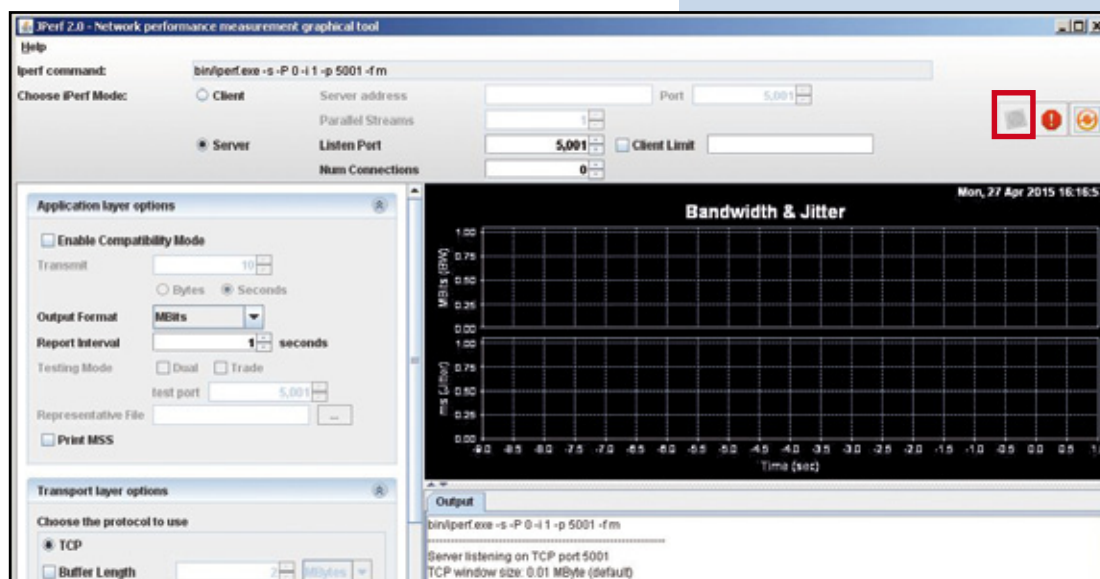 JPerf 2.0 - Network performance measurement graphical tool
Help
Iperf command: bin/iperf.exe -s -P 0 -i 1 -p 5001 -f m
Choose iPerf Mode: Client Server address Port 5,001
Parallel Streams 1
Server Listen Port 5,001 Client Limit
Num Connections 0
Application layer options
Enable Compatibility Mode
Transmit 10
Bytes Seconds
Output Format MBits
Report Interval 1 seconds
Testing Mode Dual Trade
test port 5,001
Representative File ...
Print MSS
Transport layer options
Choose the protocol to use
TCP
Buffer Length 2 MBytes
Mon, 27 Apr 2015 16:16:5
Bandwidth & Jitter
MBits (BW)
1.00
0.75
0.50
0.25
0.00
ms (Jitter)
1.00
0.75
0.50
0.25
0.00
-9.0 -8.5 -8.0 -7.5 -7.0 -6.5 -6.0 -5.5 -5.0 -4.5 -4.0 -3.5 -3.0 -2.5 -2.0 -1.5 -1.0 -0.5 0.0 0.5 1.
Time (sec)
Output
bin/iperf.exe -s -P 0 -i 1 -p 5001 -f m
------------------------------------------------------------
Server listening on TCP port 5001
TCP window size: 0.01 MByte (default)